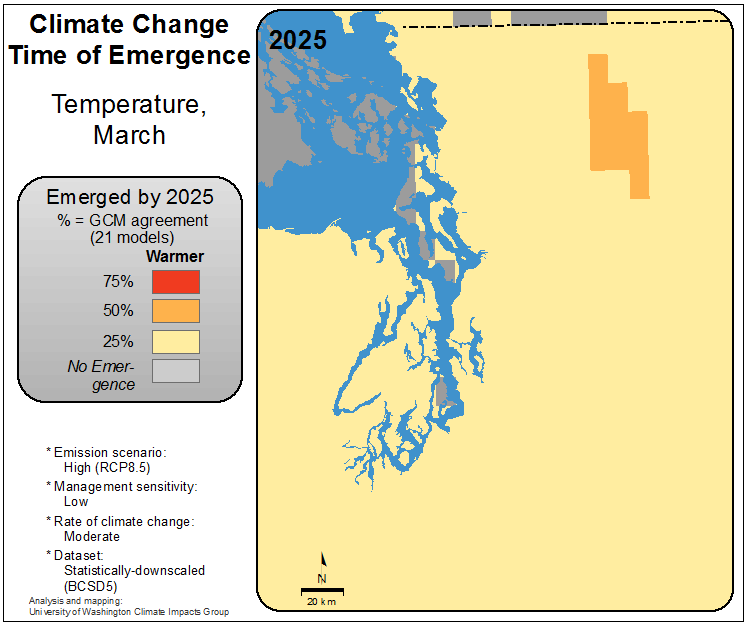 Climate Change
Time of Emergence
Temperature,
March
Emerged by 2025
% = GCM agreement
(21 models)
Warmer
75%
50%
25%
No Emer-
gence
* Emission scenario:
High (RCP8.5)
* Management sensitivity:
Low
* Rate of climate change:
Moderate
* Dataset:
Statistically-downscaled
(BCSD5)
Analysis and mapping:
University of Washington Climate Impacts Group
2025
N
20 km